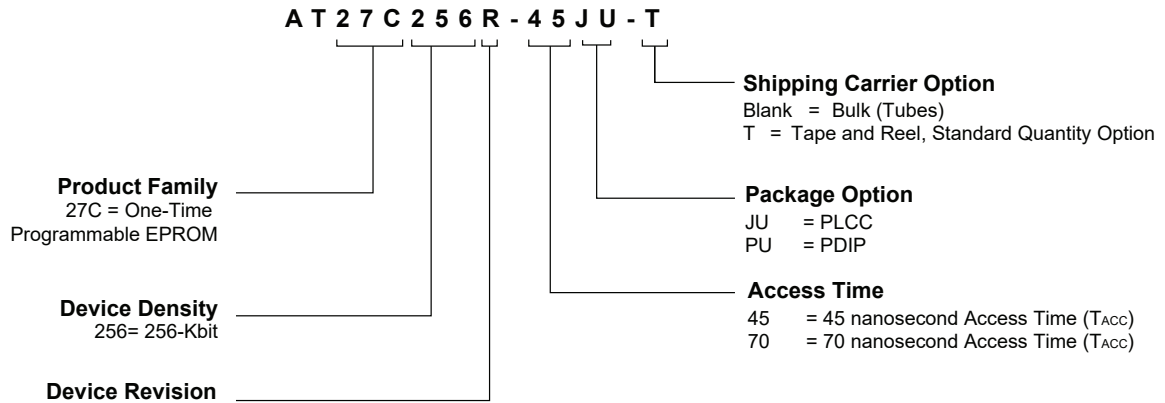 AT27C256R-45JU-T
Shipping Carrier Option
Blank = Bulk (Tubes)
T = Tape and Reel, Standard Quantity Option
Product Family
27C = One-Time
Programmable EPROM
Package Option
JU = PLCC
PU = PDIP
Device Density
256= 256-Kbit
Access Time
45 = 45 nanosecond Access Time (TACC)
70 = 70 nanosecond Access Time (TACC)
Device Revision